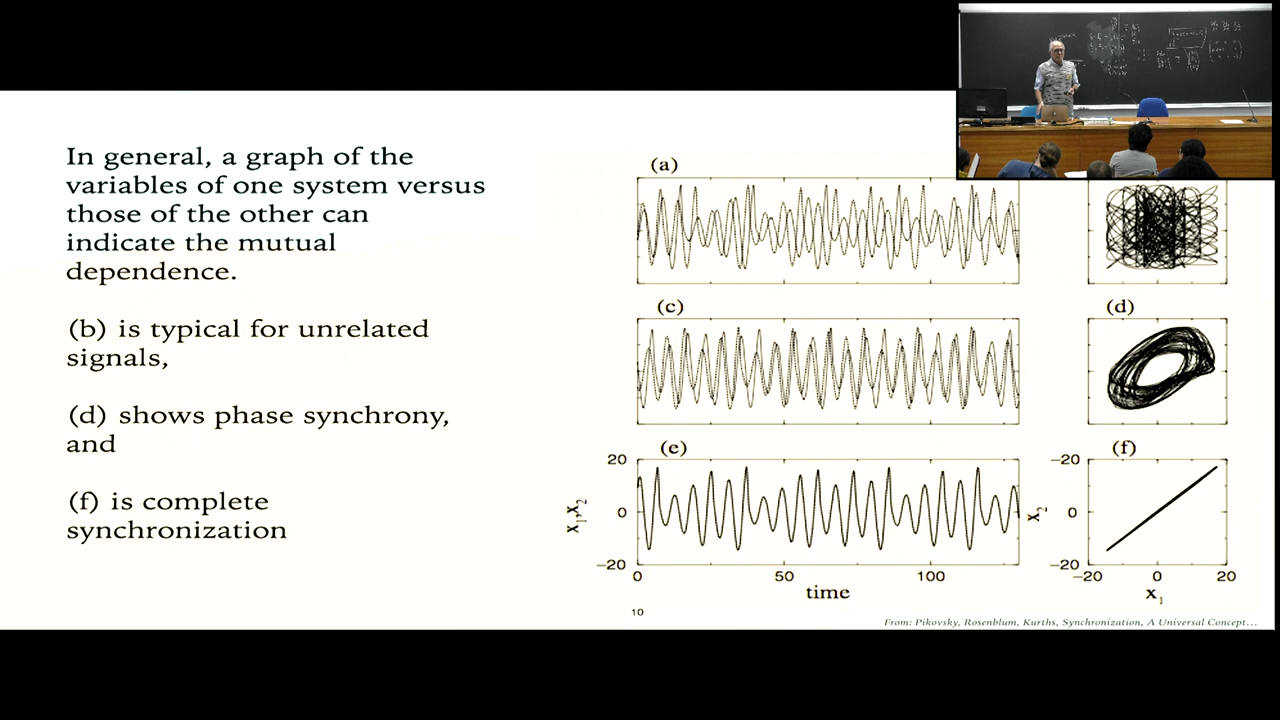 In general, a graph of the
variables of one system versus
those of the other can
indicate the mutual
dependence.
(b) is typical for unrelated
signals,
(d) shows phase synchrony,
and
(f) is complete
synchronization
(a)
(c)
(d)
(e)
(f)
20
0
−20
x₁,x₂
0
50
100
time
−20
0
−20
x₂
−20
0
20
x₁
10
From: Pikovsky, Rosenblum, Kurths, Synchronization, A Universal Concept...